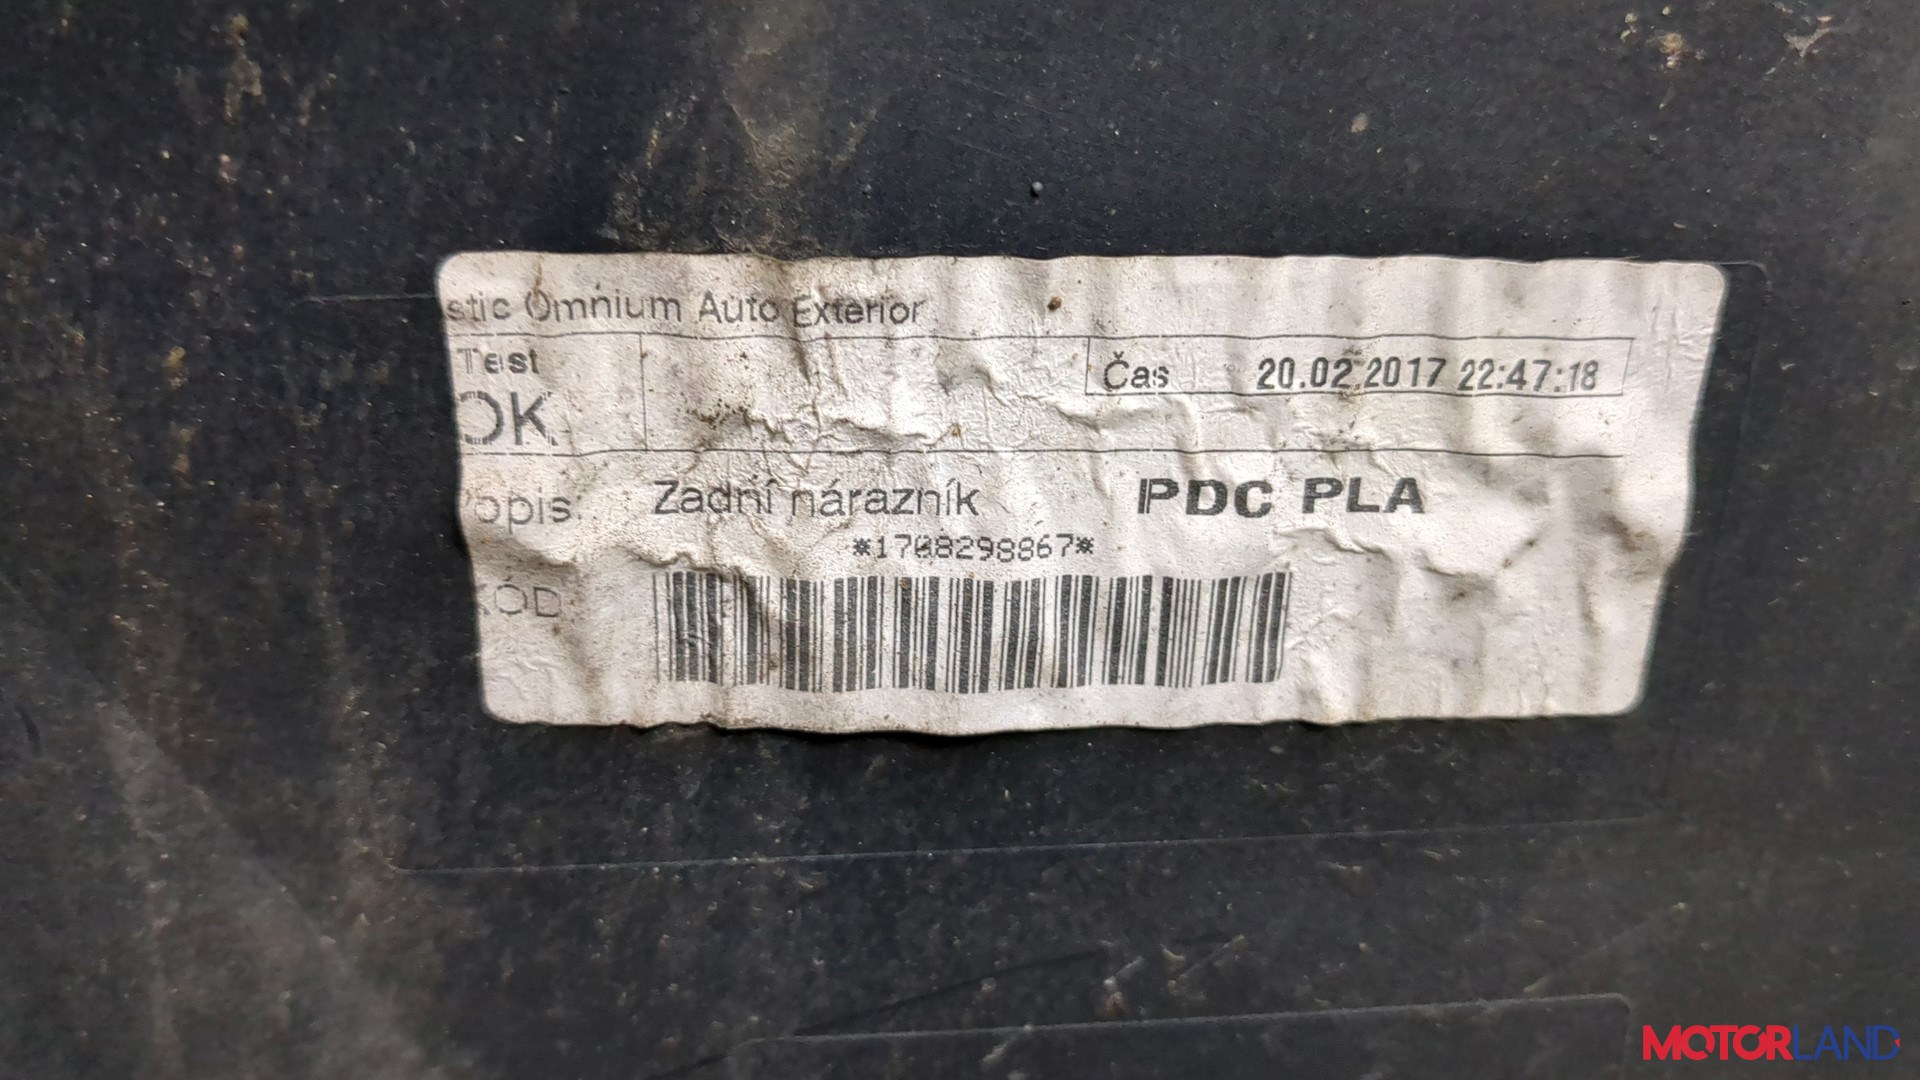 stic Omnium Auto Exterior
Test
Čas 20.02.2017 22:47:18
OK
opis: Zadní nárazník PDC PLA
*1708298867*
KÓD
MOTORLAND